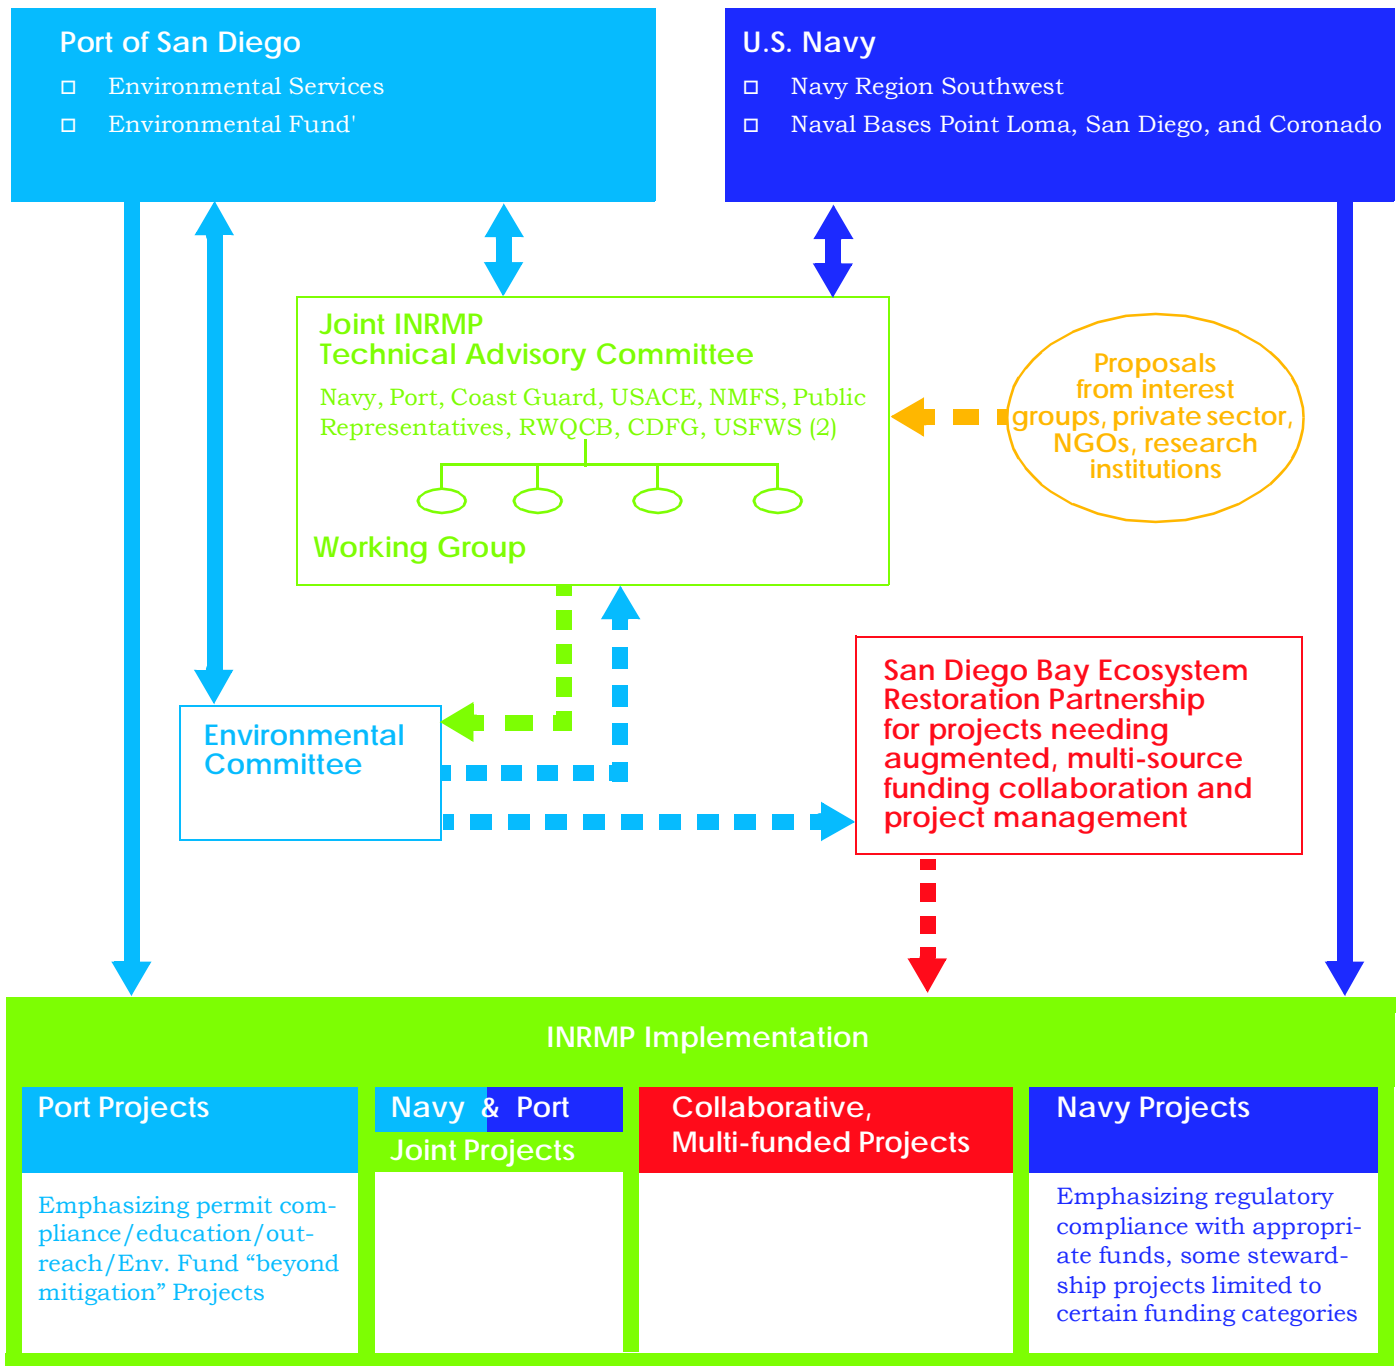 Port of San Diego
Environmental Services
Environmental Fund'
U.S. Navy
Navy Region Southwest
Naval Bases Point Loma, San Diego, and Coronado
Joint INRMP
Technical Advisory Committee
Navy, Port, Coast Guard, USACE, NMFS, Public
Representatives, RWQCB, CDFG, USFWS (2)
Working Group
Proposals
from interest
groups, private sector,
NGOs, research
institutions
Environmental
Committee
San Diego Bay Ecosystem
Restoration Partnership
for projects needing
augmented, multi-source
funding collaboration and
project management
INRMP Implementation
Port Projects
Emphasizing permit com-
pliance/education/out-
reach/Env. Fund “beyond
mitigation” Projects
Navy & Port
Joint Projects
Collaborative,
Multi-funded Projects
Navy Projects
Emphasizing regulatory
compliance with appropri-
ate funds, some steward-
ship projects limited to
certain funding categories